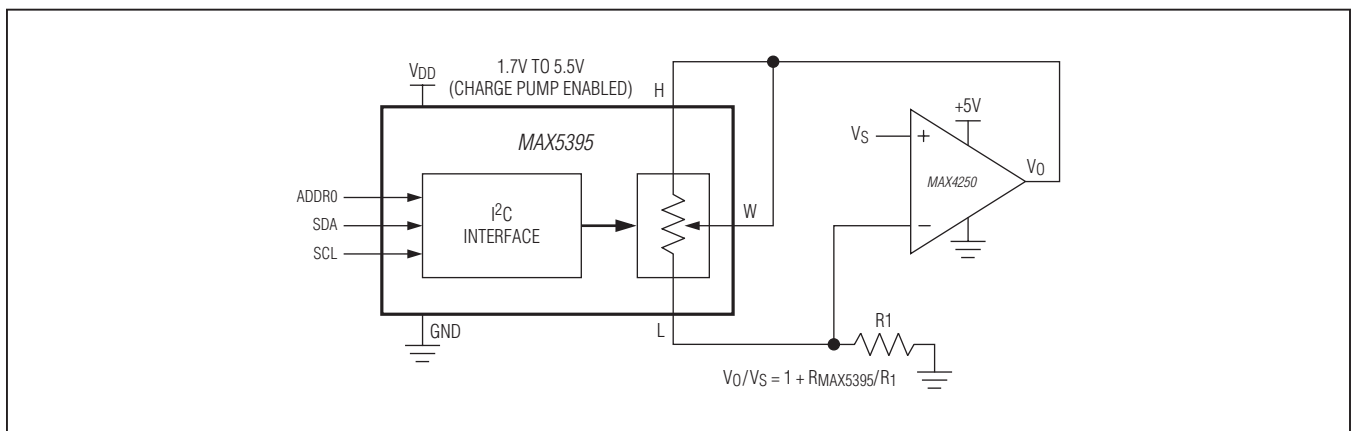 VDD
1.7V TO 5.5V
(CHARGE PUMP ENABLED)
H
MAX5395
ADDR0
SDA
SCL
I²C
INTERFACE
W
GND
L
VS
+
+5V
MAX4250
VO
−
R1
VO/VS = 1 + RMAX5395/R1